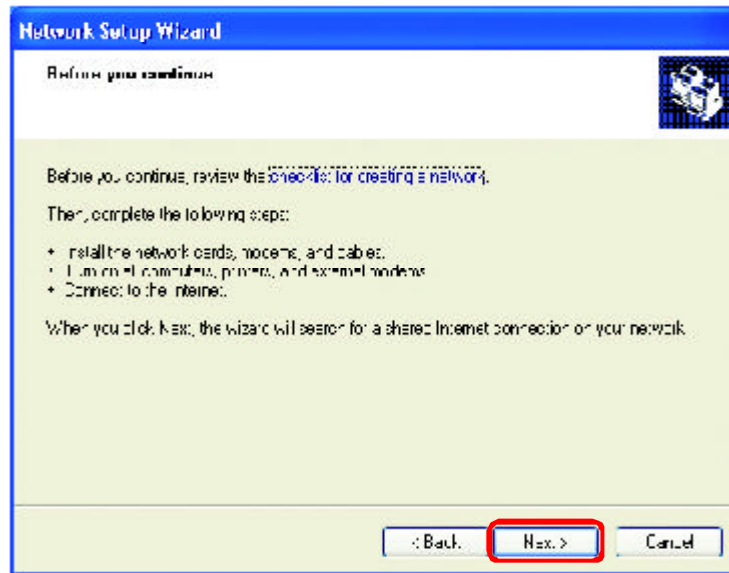 Network Setup Wizard
Before you continue
Before you continue, review the checklist for creating a network.
Then, complete the following steps:
• Install the network cards, modems, and cables.
• Turn on all computers, printers, and external modems.
• Connect to the Internet.
When you click Next, the wizard will search for a shared Internet connection on your network.
< Back
Next >
Cancel